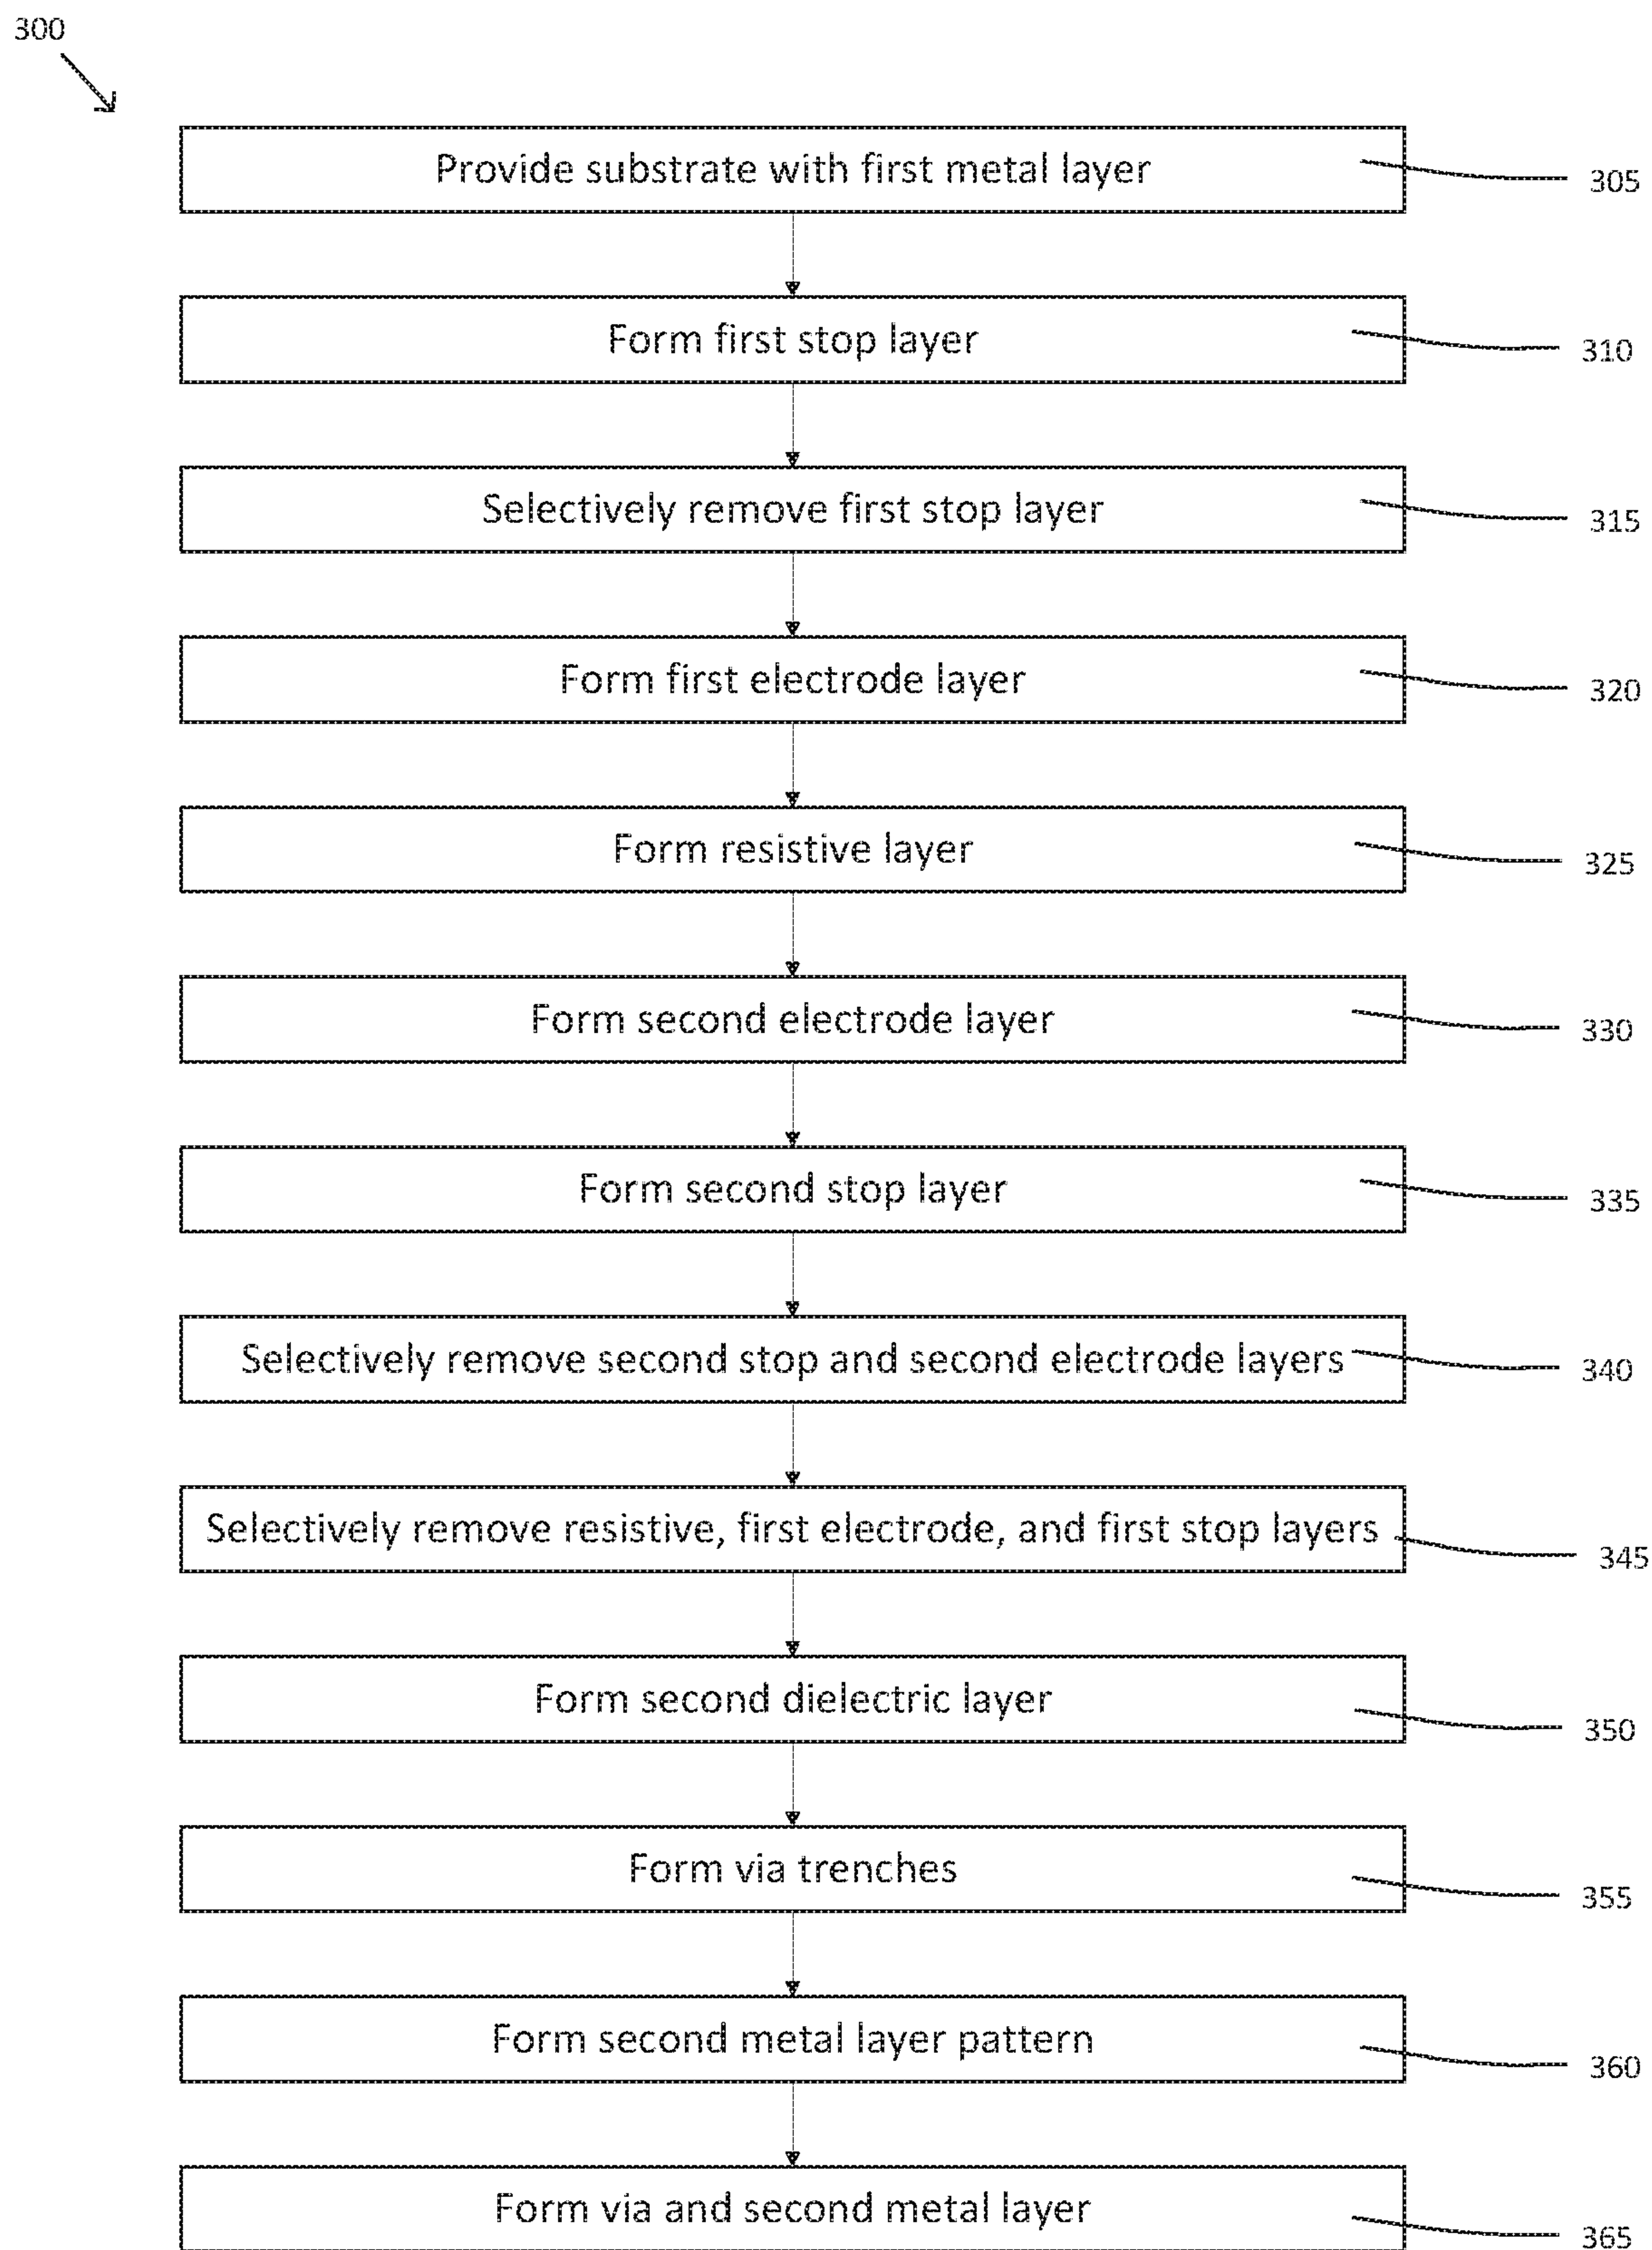 300
Provide substrate with first metal layer
305
Form first stop layer
310
Selectively remove first stop layer
315
Form first electrode layer
320
Form resistive layer
325
Form second electrode layer
330
Form second stop layer
335
Selectively remove second stop and second electrode layers
340
Selectively remove resistive, first electrode, and first stop layers
345
Form second dielectric layer
350
Form via trenches
355
Form second metal layer pattern
360
Form via and second metal layer
365